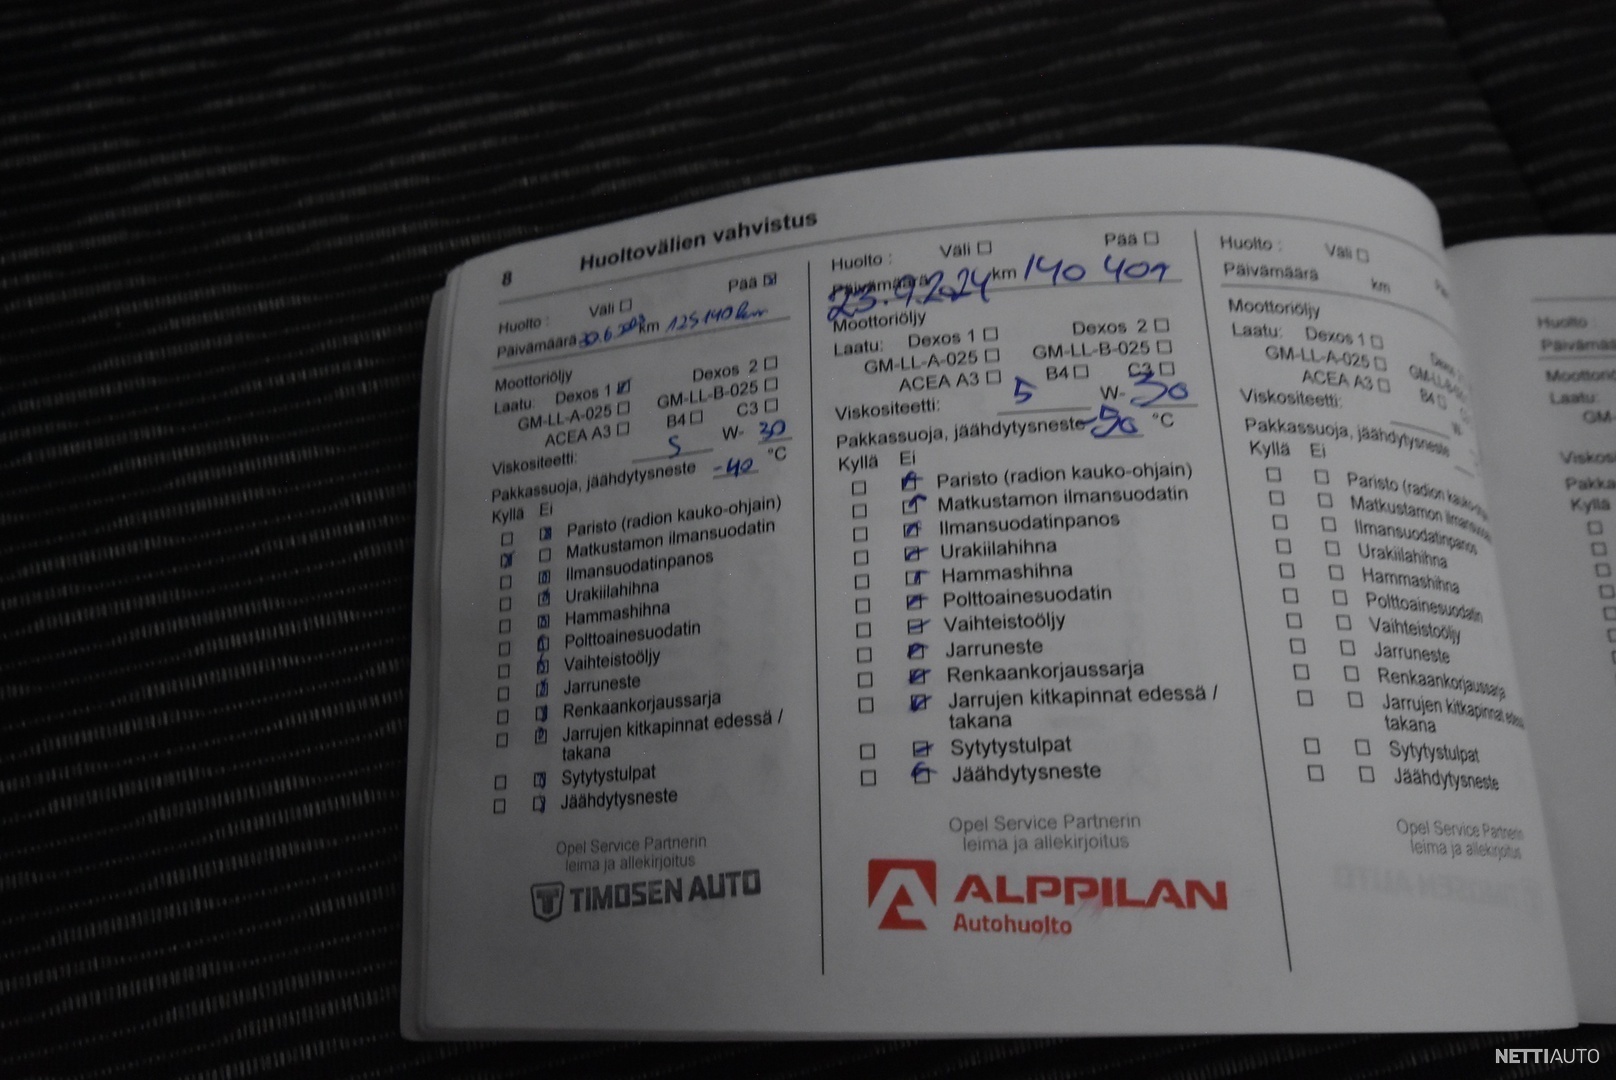 8 Huoltovälien vahvistus
Huolto : Väli Pää
Päivämäärä km 125140 km
Moottoriöljy
Laatu: Dexos 1 Dexos 2
GM-LL-A-025 GM-LL-B-025
ACEA A3 B4 C3
Viskositeetti: 5 W- 30
Pakkassuoja, jäähdytysneste -40 °C
Kyllä Ei
Paristo (radion kauko-ohjain)
Matkustamon ilmansuodatin
Ilmansuodatinpanos
Urakiilahihna
Hammashihna
Polttoainesuodatin
Vaihteistoöljy
Jarruneste
Renkaankorjaussarja
Jarrujen kitkapinnat edessä /
takana
Sytytystulpat
Jäähdytysneste
Opel Service Partnerin
leima ja allekirjoitus
TIMOSEN AUTO
Huolto : Väli Pää
Päivämäärä 23.9.2024 km 140 401
Moottoriöljy
Laatu: Dexos 1 Dexos 2
GM-LL-A-025 GM-LL-B-025
ACEA A3 B4 C3
Viskositeetti: 5 W- 30
Pakkassuoja, jäähdytysneste -50 °C
Kyllä Ei
Paristo (radion kauko-ohjain)
Matkustamon ilmansuodatin
Ilmansuodatinpanos
Urakiilahihna
Hammashihna
Polttoainesuodatin
Vaihteistoöljy
Jarruneste
Renkaankorjaussarja
Jarrujen kitkapinnat edessä /
takana
Sytytystulpat
Jäähdytysneste
Opel Service Partnerin
leima ja allekirjoitus
ALPPILAN
Autohuolto
Huolto : Väli
Päivämäärä km
Moottoriöljy
Laatu: Dexos 1
GM-LL-A-025
ACEA A3 B4
Viskositeetti: W-
Pakkassuoja, jäähdytysneste
Kyllä Ei
Paristo (radion
Matkustamon
Ilmansuodatinpanos
Urakiilahihna
Hammashihna
Polttoainesuodatin
Vaihteistoöljy
Jarruneste
Renkaankorjaussarja
Jarrujen kitkapinnat
takana
Sytytystulpat
Jäähdytysneste
Opel Service Partnerin
leima ja allekirjoitus
Huolto
Laatu:
GM-
Kyllä
NETTIAUTO